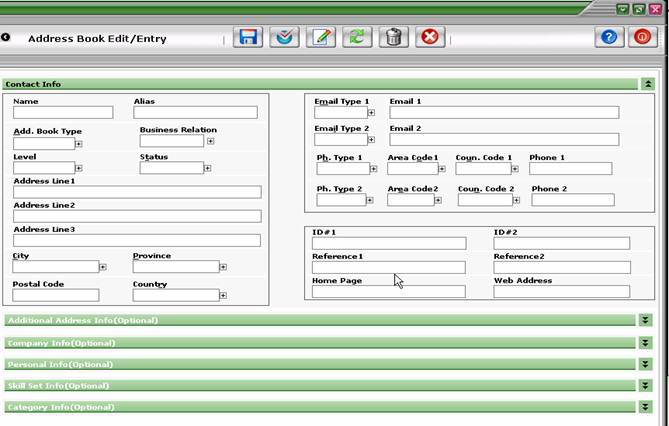 Address Book Edit/Entry
Contact Info
Name Alias
Add. Book Type Business Relation
Level Status
Address Line1
Address Line2
Address Line3
City Province
Postal Code Country
Email Type 1 Email 1
Email Type 2 Email 2
Ph. Type 1 Area Code1 Coun. Code 1 Phone 1
Ph. Type 2 Area Code2 Coun. Code 2 Phone 2
ID#1 ID#2
Reference1 Reference2
Home Page Web Address
Additional Address Info(Optional)
Company Info(Optional)
Personal Info(Optional)
Skill Set Info(Optional)
Category Info(Optional)